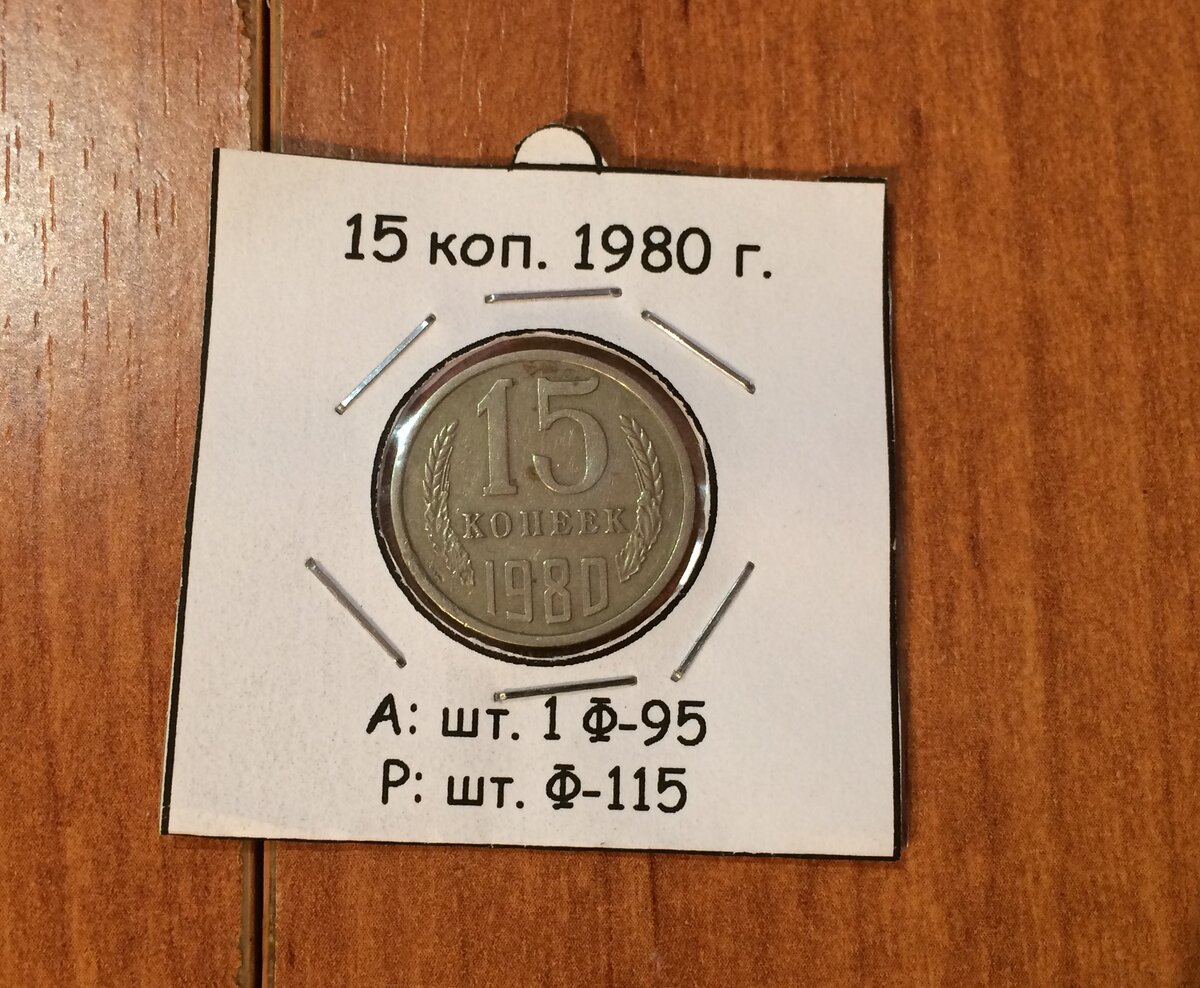 15 коп. 1980 г.
15
КОПЕЕК
1980
А: шт. 1 Ф-95
Р: шт. Ф-115